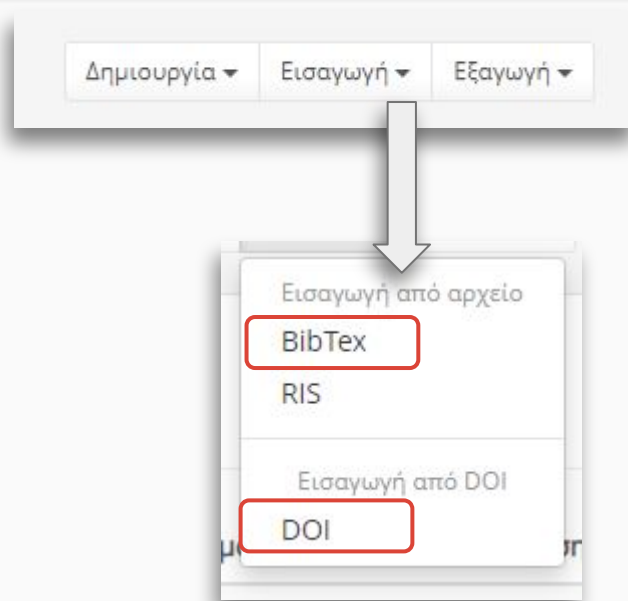 Δημιουργία Εισαγωγή Εξαγωγή
Εισαγωγή από αρχείο
BibTex
RIS
Εισαγωγή από DOI
DOI